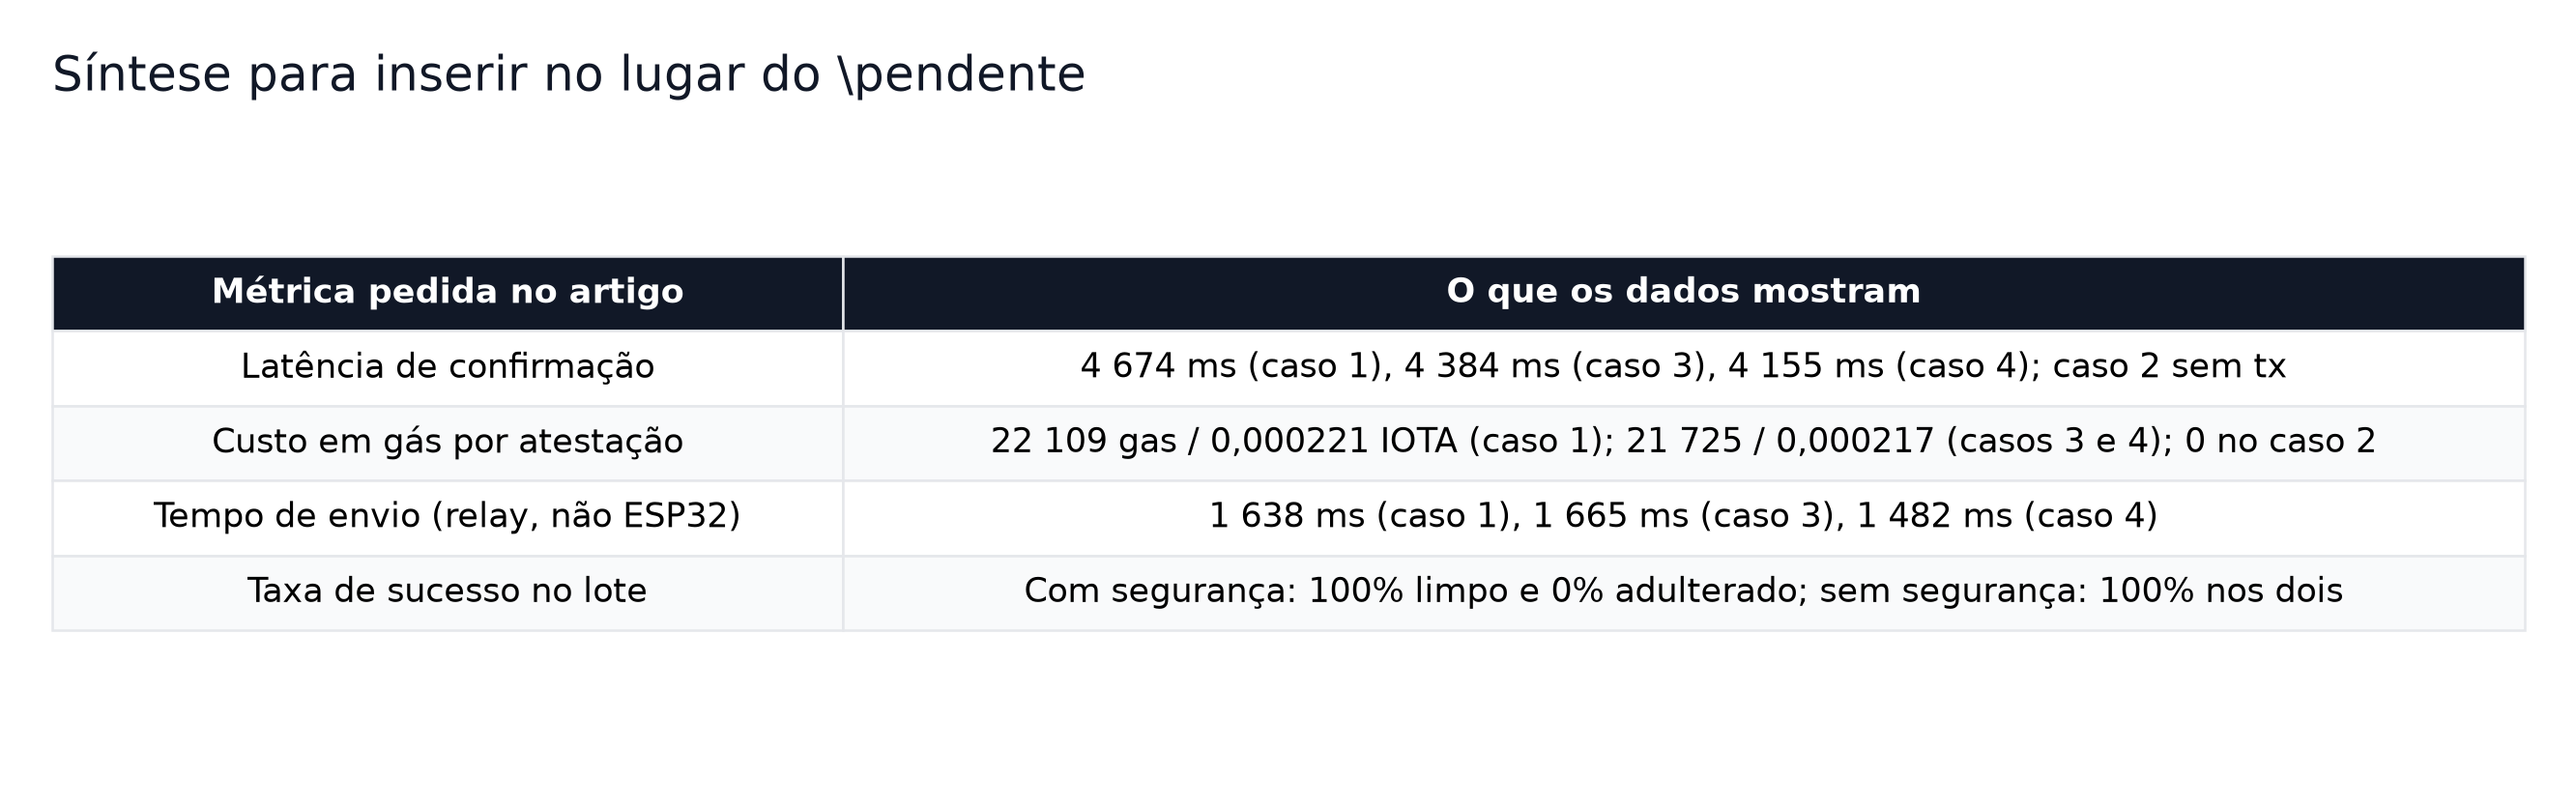 Síntese para inserir no lugar do \pendente
Métrica pedida no artigo
O que os dados mostram
Latência de confirmação
4 674 ms (caso 1), 4 384 ms (caso 3), 4 155 ms (caso 4); caso 2 sem tx
Custo em gás por atestação
22 109 gas / 0,000221 IOTA (caso 1); 21 725 / 0,000217 (casos 3 e 4); 0 no caso 2
Tempo de envio (relay, não ESP32)
1 638 ms (caso 1), 1 665 ms (caso 3), 1 482 ms (caso 4)
Taxa de sucesso no lote
Com segurança: 100% limpo e 0% adulterado; sem segurança: 100% nos dois